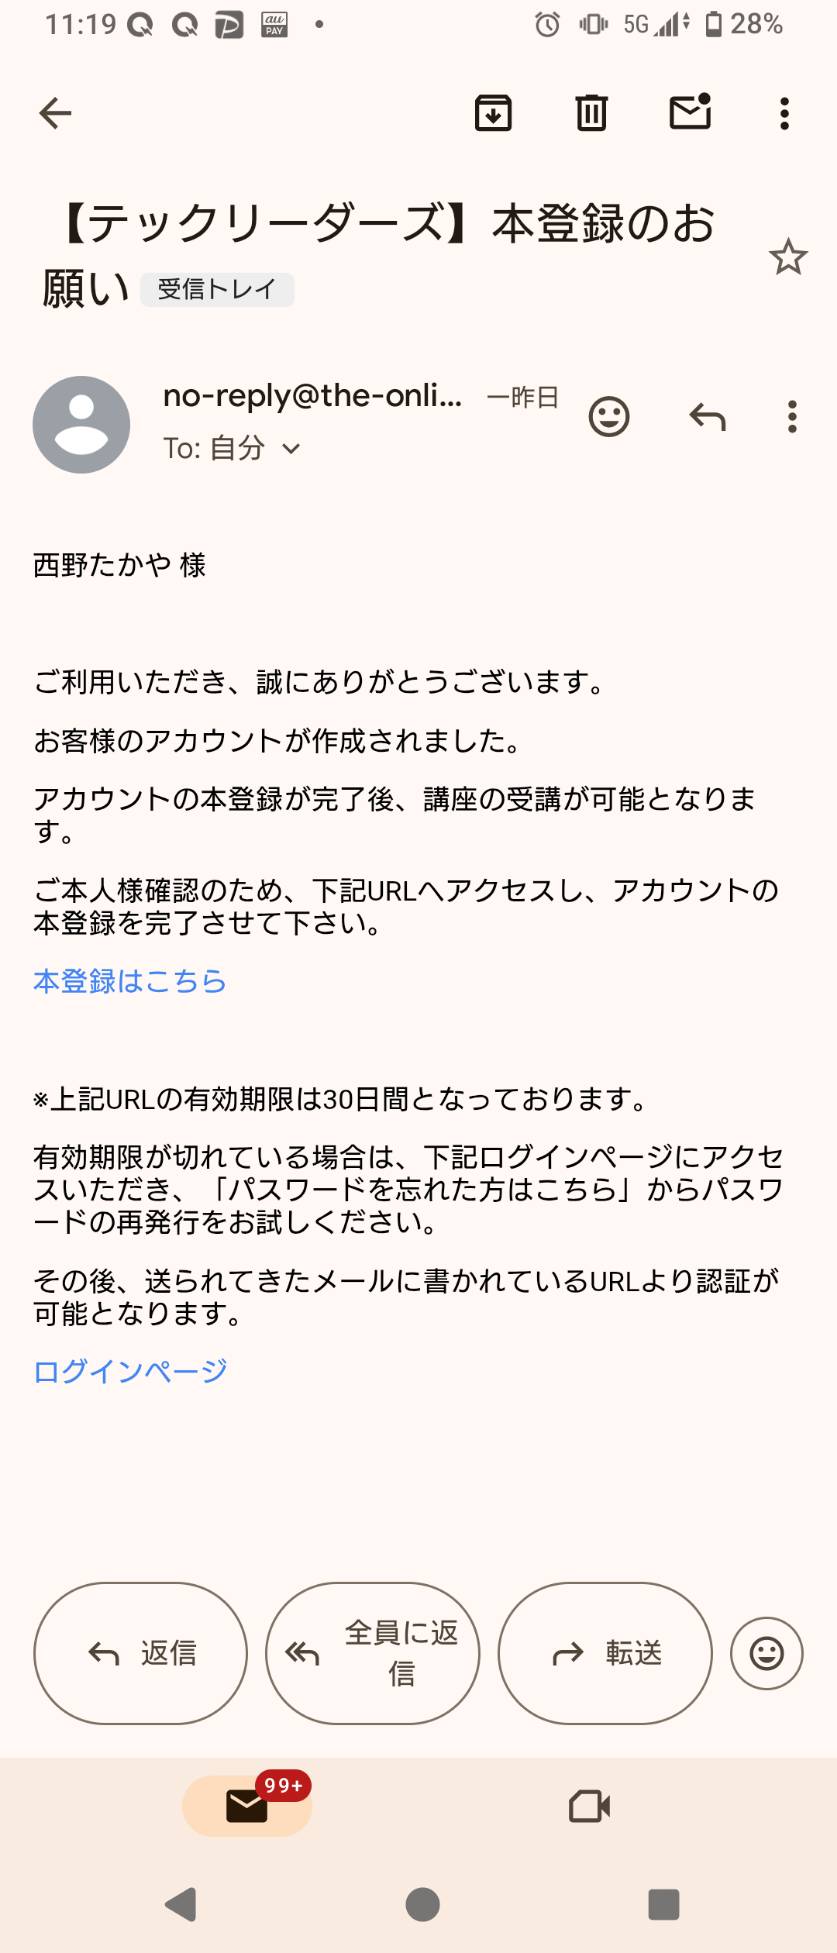 11:19 au PAY 5G 28%
【テックリーダーズ】本登録のお
願い 受信トレイ
no-reply@the-onli... 一昨日
To: 自分
西野たかや 様
ご利用いただき、誠にありがとうございます。
お客様のアカウントが作成されました。
アカウントの本登録が完了後、講座の受講が可能となりま
す。
ご本人様確認のため、下記URLへアクセスし、アカウントの
本登録を完了させて下さい。
本登録はこちら
※上記URLの有効期限は30日間となっております。
有効期限が切れている場合は、下記ログインページにアクセ
スいただき、「パスワードを忘れた方はこちら」からパスワ
ードの再発行をお試しください。
その後、送られてきたメールに書かれているURLより認証が
可能となります。
ログインページ
返信 全員に返
信 転送
99+